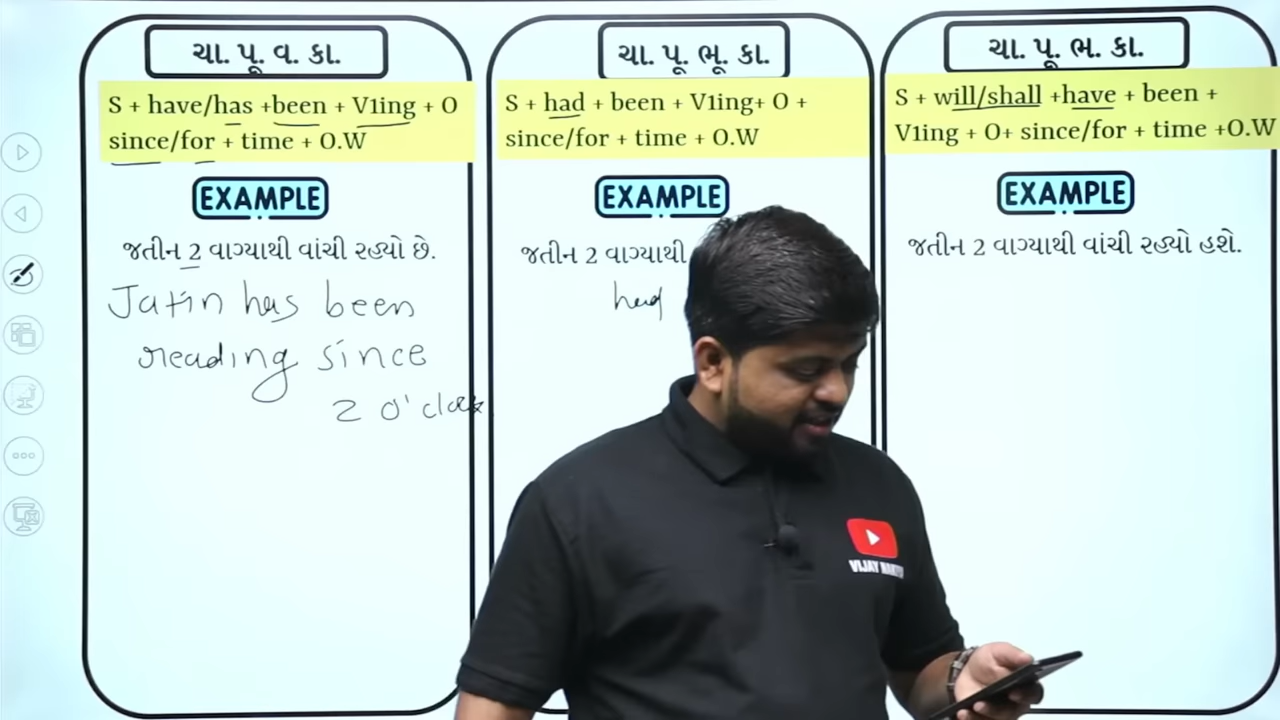 ચા. પૂ. વ. કા.
S + have/has +been + V1ing + O
since/for + time + O.W
EXAMPLE
જતીન 2 વાગ્યાથી વાંચી રહ્યો છે.
Jatin has been
reading since
2 o'clock.
ચા. પૂ. ભૂ. કા.
S + had + been + V1ing+ O +
since/for + time + O.W
EXAMPLE
જતીન 2 વાગ્યાથી
had
ચા. પૂ. ભ. કા.
S + will/shall +have + been +
V1ing + O+ since/for + time +O.W
EXAMPLE
જતીન 2 વાગ્યાથી વાંચી રહ્યો હશે.
VIJAY